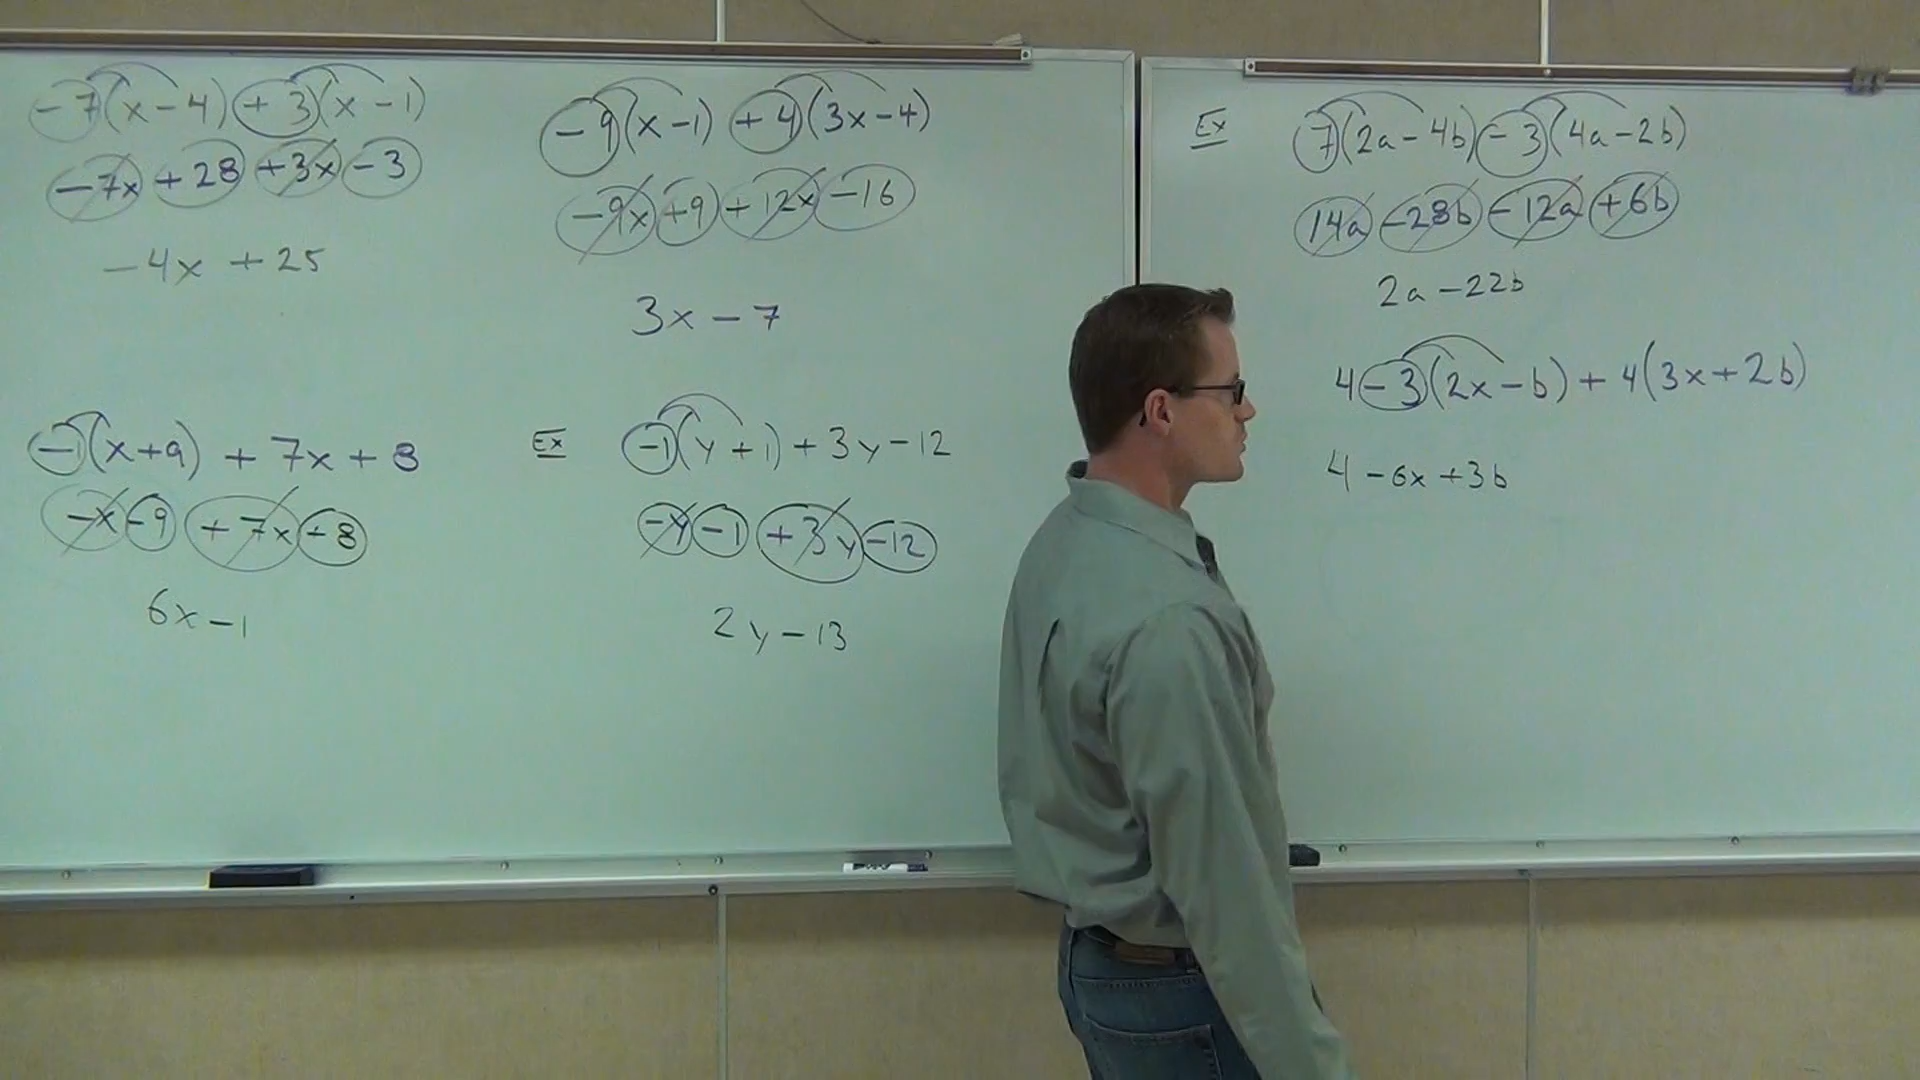 -7(x-4)+3(x-1)
-7x+28+3x-3
-4x+25
-9(x-1)+4(3x-4)
-9x+9+12x-16
3x-7
-1(x+9)+7x+8
-x-9+7x+8
6x-1
Ex -1(y+1)+3y-12
-y-1+3y-12
2y-13
Ex 7(2a-4b)-3(4a-2b)
14a-28b-12a+6b
2a-22b
4-3(2x-b)+4(3x+2b)
4-6x+3b